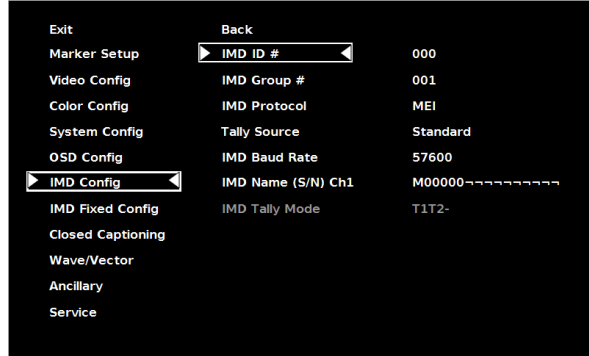 Exit Back
Marker Setup IMD ID # 000
Video Config IMD Group # 001
Color Config IMD Protocol MEI
System Config Tally Source Standard
OSD Config IMD Baud Rate 57600
IMD Config IMD Name (S/N) Ch1 M00000¬¬¬¬¬¬¬¬¬¬
IMD Fixed Config IMD Tally Mode T1T2-
Closed Captioning
Wave/Vector
Ancillary
Service